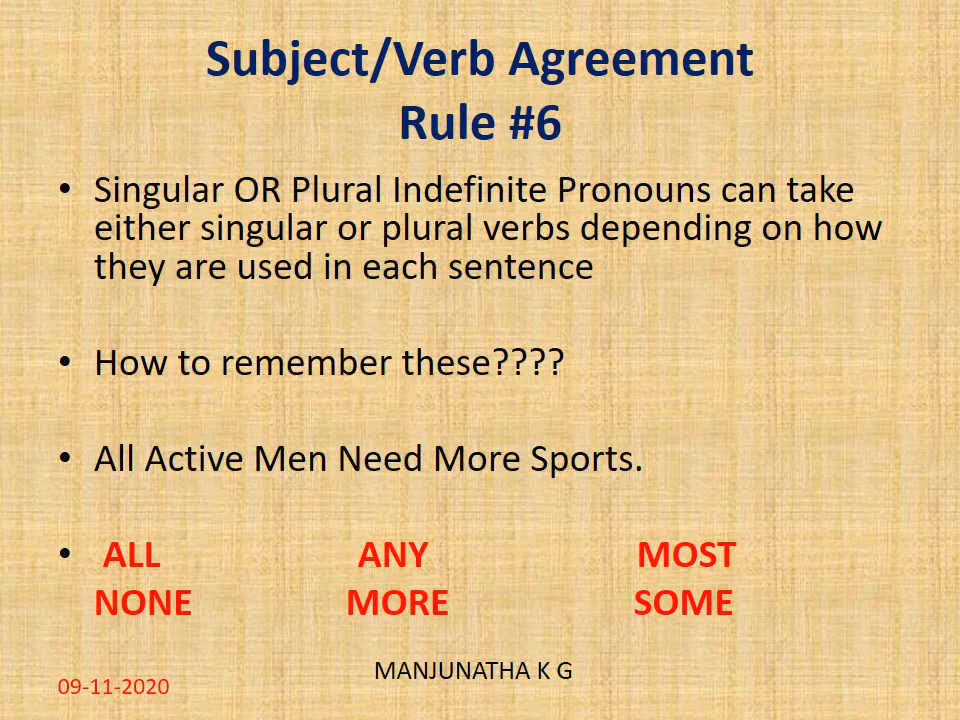 Subject/Verb Agreement
Rule #6
• Singular OR Plural Indefinite Pronouns can take
either singular or plural verbs depending on how
they are used in each sentence
• How to remember these????
• All Active Men Need More Sports.
• ALL ANY MOST
NONE MORE SOME
MANJUNATHA K G
09-11-2020